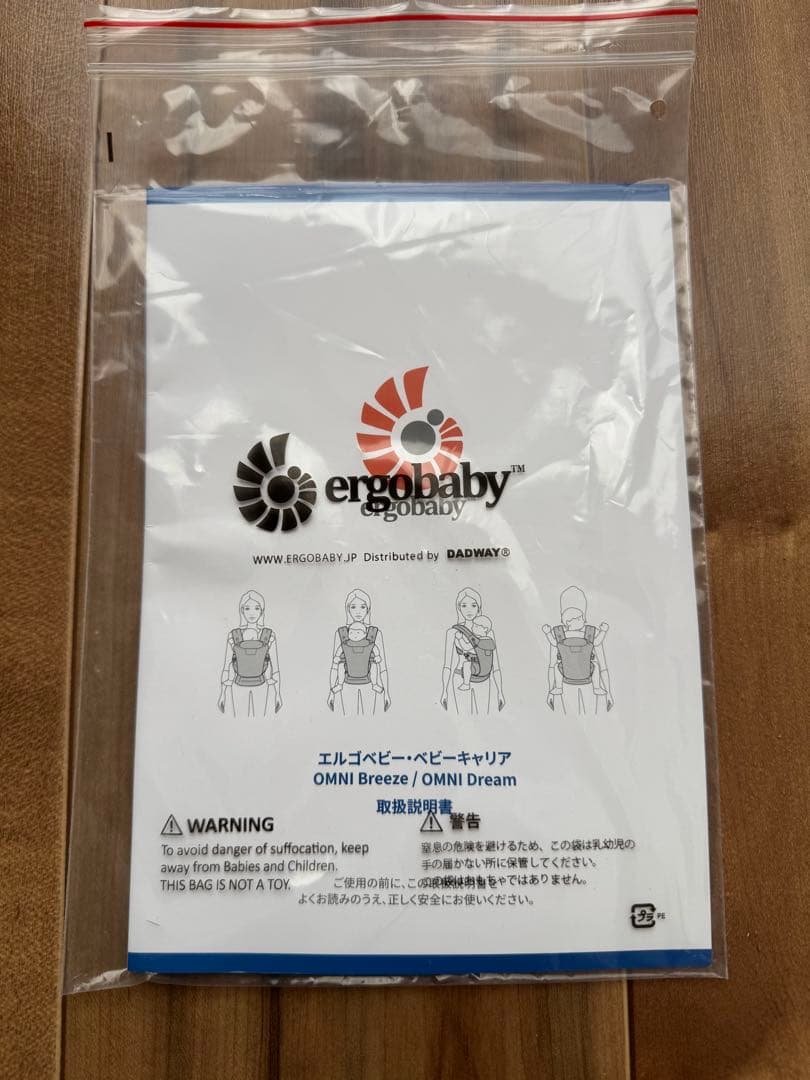 ergobaby™
ergobaby™
WWW.ERGOBABY.JP Distributed by DADWAY®
エルゴベビー・ベビーキャリア
OMNI Breeze / OMNI Dream
取扱説明書
WARNING
To avoid danger of suffocation, keep
away from Babies and Children.
THIS BAG IS NOT A TOY.
警告
窒息の危険を避けるため、この袋は乳幼児の
手の届かない所に保管してください。
この袋はおもちゃではありません。
ご使用の前に、この取扱説明書を
よくお読みのうえ、正しく安全にお使いください。
プラ PE